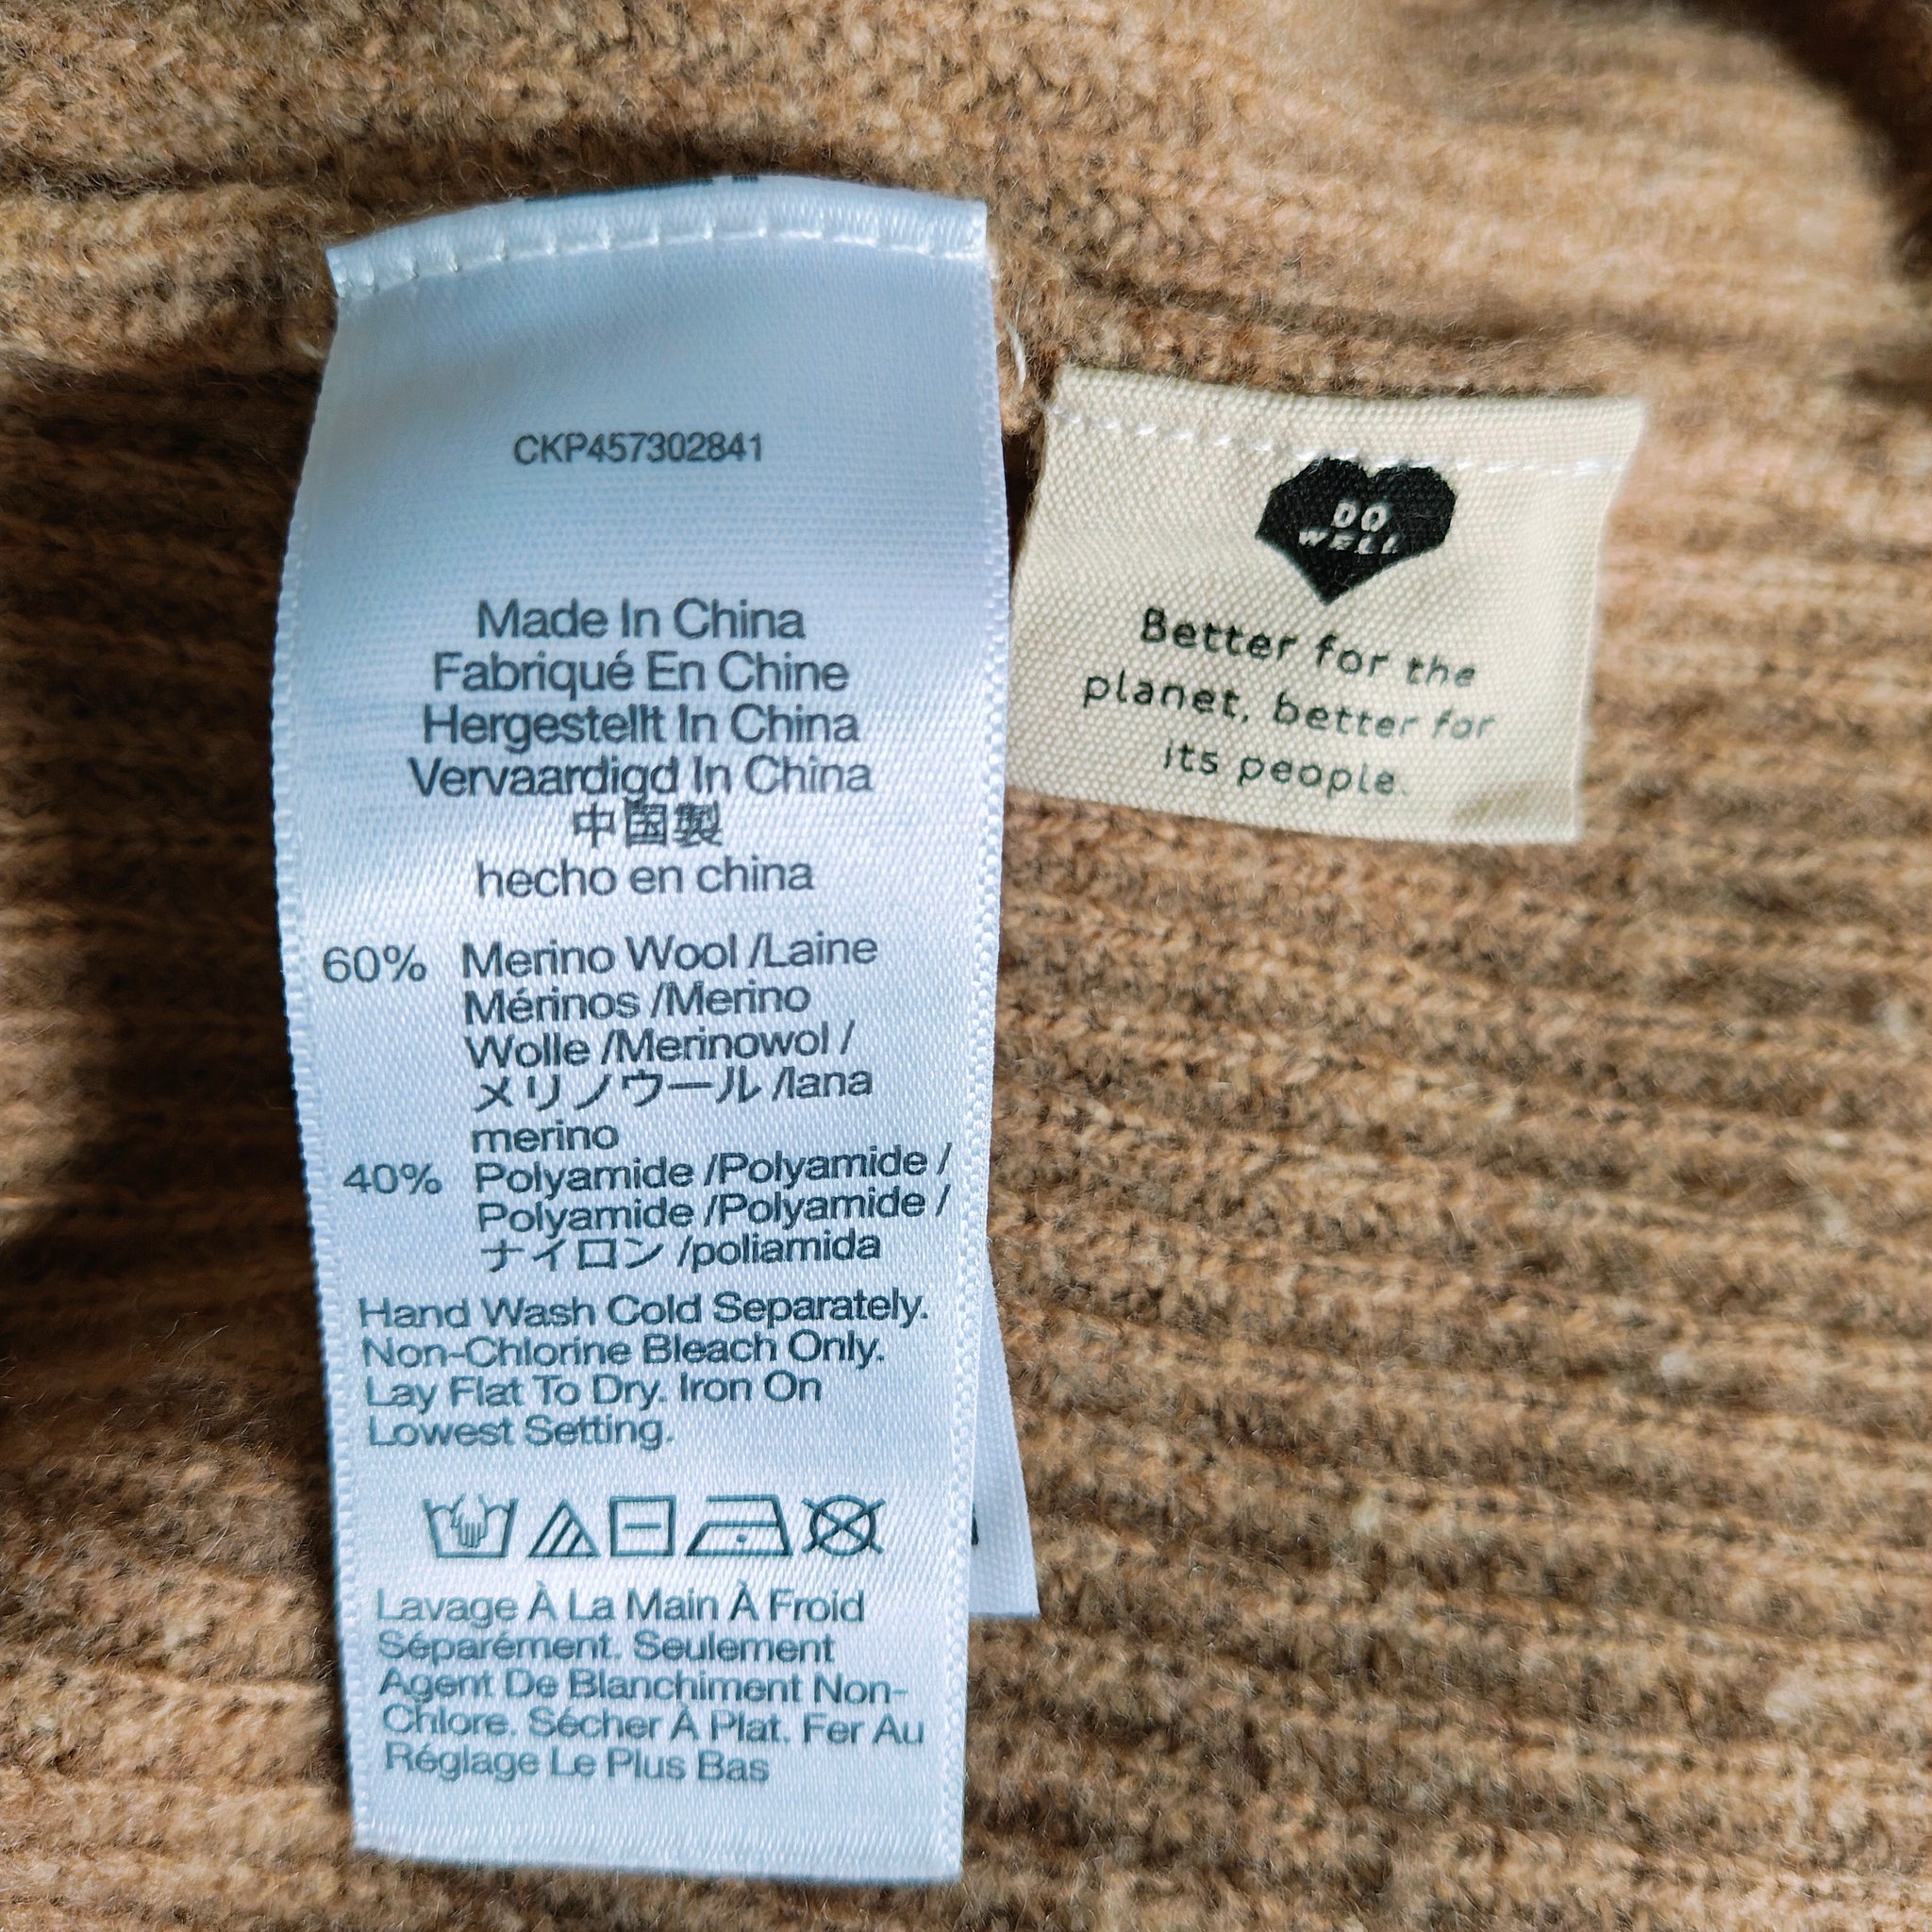 CKP457302841
Made In China
Fabriqué En Chine
Hergestellt In China
Vervaardigd In China
中国製
hecho en china
60% Merino Wool /Laine
Mérinos /Merino
Wolle /Merinowol /
メリノウール /lana
merino
40% Polyamide /Polyamide /
Polyamide /Polyamide /
ナイロン /poliamida
Hand Wash Cold Separately.
Non-Chlorine Bleach Only.
Lay Flat To Dry. Iron On
Lowest Setting.
Lavage À La Main À Froid
Séparément. Seulement
Agent De Blanchiment Non-
Chlore. Sécher À Plat. Fer Au
Réglage Le Plus Bas
DO
WELL
Better for the
planet, better for
its people.